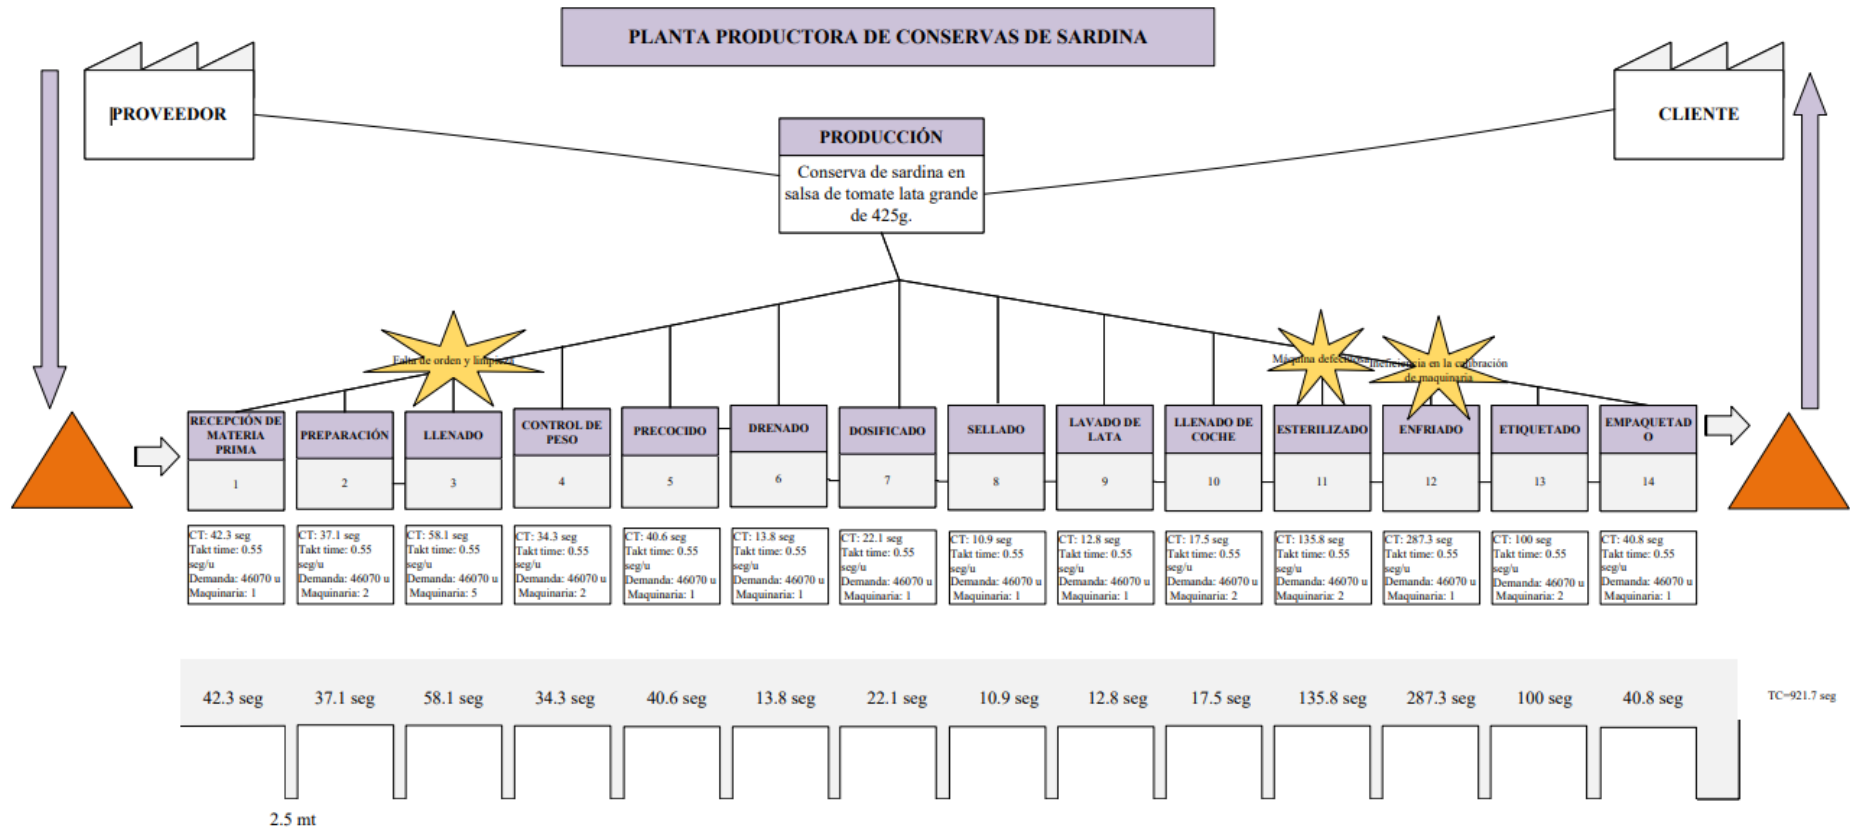 PLANTA PRODUCTORA DE CONSERVAS DE SARDINA
PROVEEDOR
CLIENTE
PRODUCCIÓN
Conserva de sardina en
salsa de tomate lata grande
de 425g.
Falta de orden y limpieza
Máquina defectuosa
Ineficiencia en la calibración
de maquinaria
RECEPCIÓN DE
MATERIA
PRIMA
1
PREPARACIÓN
2
LLENADO
3
CONTROL DE
PESO
4
PRECOCIDO
5
DRENADO
6
DOSIFICADO
7
SELLADO
8
LAVADO DE
LATA
9
LLENADO DE
COCHE
10
ESTERILIZADO
11
ENFRIADO
12
ETIQUETADO
13
EMPAQUETAD
O
14
CT: 42.3 seg
Takt time: 0.55
seg/u
Demanda: 46070 u
Maquinaria: 1
CT: 37.1 seg
Takt time: 0.55
seg/u
Demanda: 46070 u
Maquinaria: 2
CT: 58.1 seg
Takt time: 0.55
seg/u
Demanda: 46070 u
Maquinaria: 5
CT: 34.3 seg
Takt time: 0.55
seg/u
Demanda: 46070 u
Maquinaria: 2
CT: 40.6 seg
Takt time: 0.55
seg/u
Demanda: 46070 u
Maquinaria: 1
CT: 13.8 seg
Takt time: 0.55
seg/u
Demanda: 46070 u
Maquinaria: 1
CT: 22.1 seg
Takt time: 0.55
seg/u
Demanda: 46070 u
Maquinaria: 1
CT: 10.9 seg
Takt time: 0.55
seg/u
Demanda: 46070 u
Maquinaria: 1
CT: 12.8 seg
Takt time: 0.55
seg/u
Demanda: 46070 u
Maquinaria: 1
CT: 17.5 seg
Takt time: 0.55
seg/u
Demanda: 46070 u
Maquinaria: 2
CT: 135.8 seg
Takt time: 0.55
seg/u
Demanda: 46070 u
Maquinaria: 2
CT: 287.3 seg
Takt time: 0.55
seg/u
Demanda: 46070 u
Maquinaria: 1
CT: 100 seg
Takt time: 0.55
seg/u
Demanda: 46070 u
Maquinaria: 2
CT: 40.8 seg
Takt time: 0.55
seg/u
Demanda: 46070 u
Maquinaria: 1
42.3 seg
37.1 seg
58.1 seg
34.3 seg
40.6 seg
13.8 seg
22.1 seg
10.9 seg
12.8 seg
17.5 seg
135.8 seg
287.3 seg
100 seg
40.8 seg
TC=921.7 seg
2.5 mt